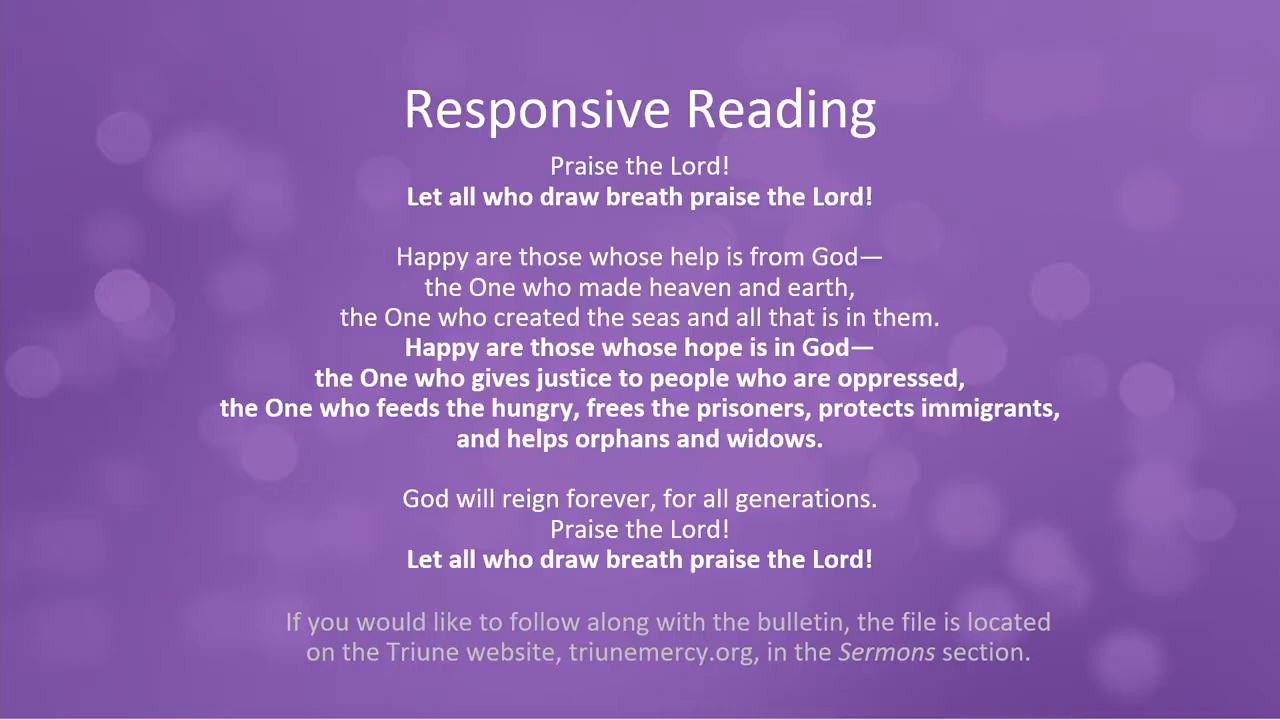 Responsive Reading
Praise the Lord!
Let all who draw breath praise the Lord!
Happy are those whose help is from God—
the One who made heaven and earth,
the One who created the seas and all that is in them.
Happy are those whose hope is in God—
the One who gives justice to people who are oppressed,
the One who feeds the hungry, frees the prisoners, protects immigrants,
and helps orphans and widows.
God will reign forever, for all generations.
Praise the Lord!
Let all who draw breath praise the Lord!
If you would like to follow along with the bulletin, the file is located
on the Triune website, triunemercy.org, in the Sermons section.